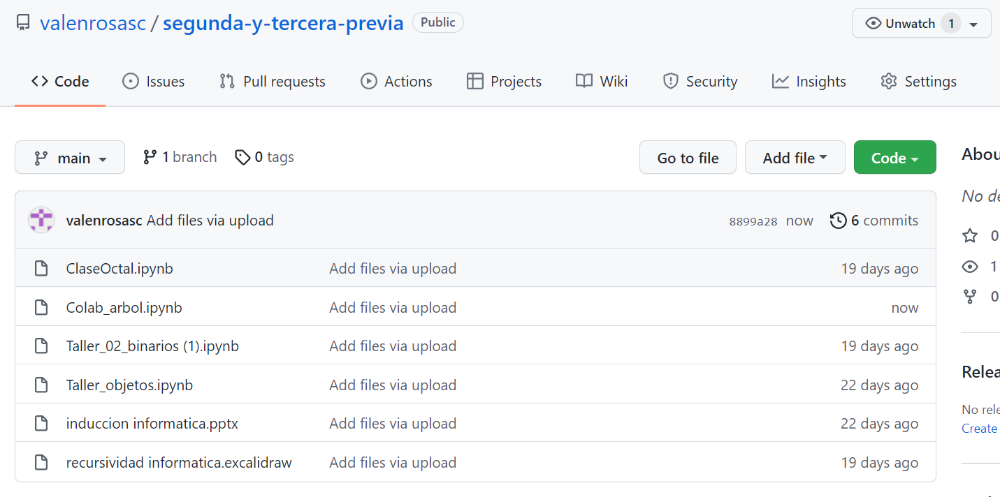 valenrosasc / segunda-y-tercera-previa Public Unwatch 1
Code Issues Pull requests Actions Projects Wiki Security Insights Settings
main 1 branch 0 tags Go to file Add file Code
valenrosasc Add files via upload 8899a28 now 6 commits
ClaseOctal.ipynb Add files via upload 19 days ago
Colab_arbol.ipynb Add files via upload now
Taller_02_binarios (1).ipynb Add files via upload 19 days ago
Taller_objetos.ipynb Add files via upload 22 days ago
induccion informatica.pptx Add files via upload 22 days ago
recursividad informatica.excalidraw Add files via upload 19 days ago
Abou
No de
0
1
0
Relea
No rele
Create